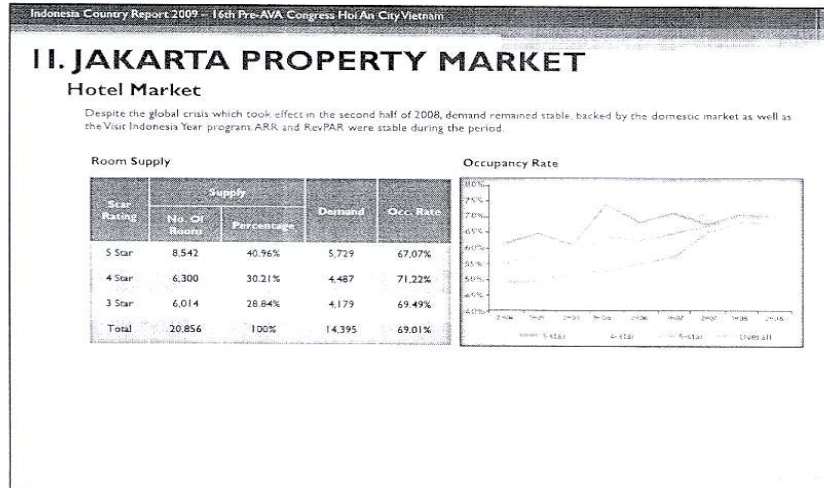 Indonesia Country Report 2009 – 16th Pre-AVA Congress Hoi An City Vietnam
II. JAKARTA PROPERTY MARKET
Hotel Market
Despite the global crisis which took effect in the second half of 2008, demand remained stable, backed by the domestic market as well as
the Visit Indonesia Year program. ARR and RevPAR were stable during the period.
Room Supply
Star Rating Supply Demand Occ. Rate
No. Of Room Percentage
5 Star 8,542 40.96% 5,729 67,07%
4 Star 6,300 30.21% 4,487 71,22%
3 Star 6,014 28.84% 4,179 69.49%
Total 20,856 100% 14,395 69.01%
Occupancy Rate
80%
75%
70%
65%
60%
55%
50%
45%
40%
3-star 4-star 5-star Overall